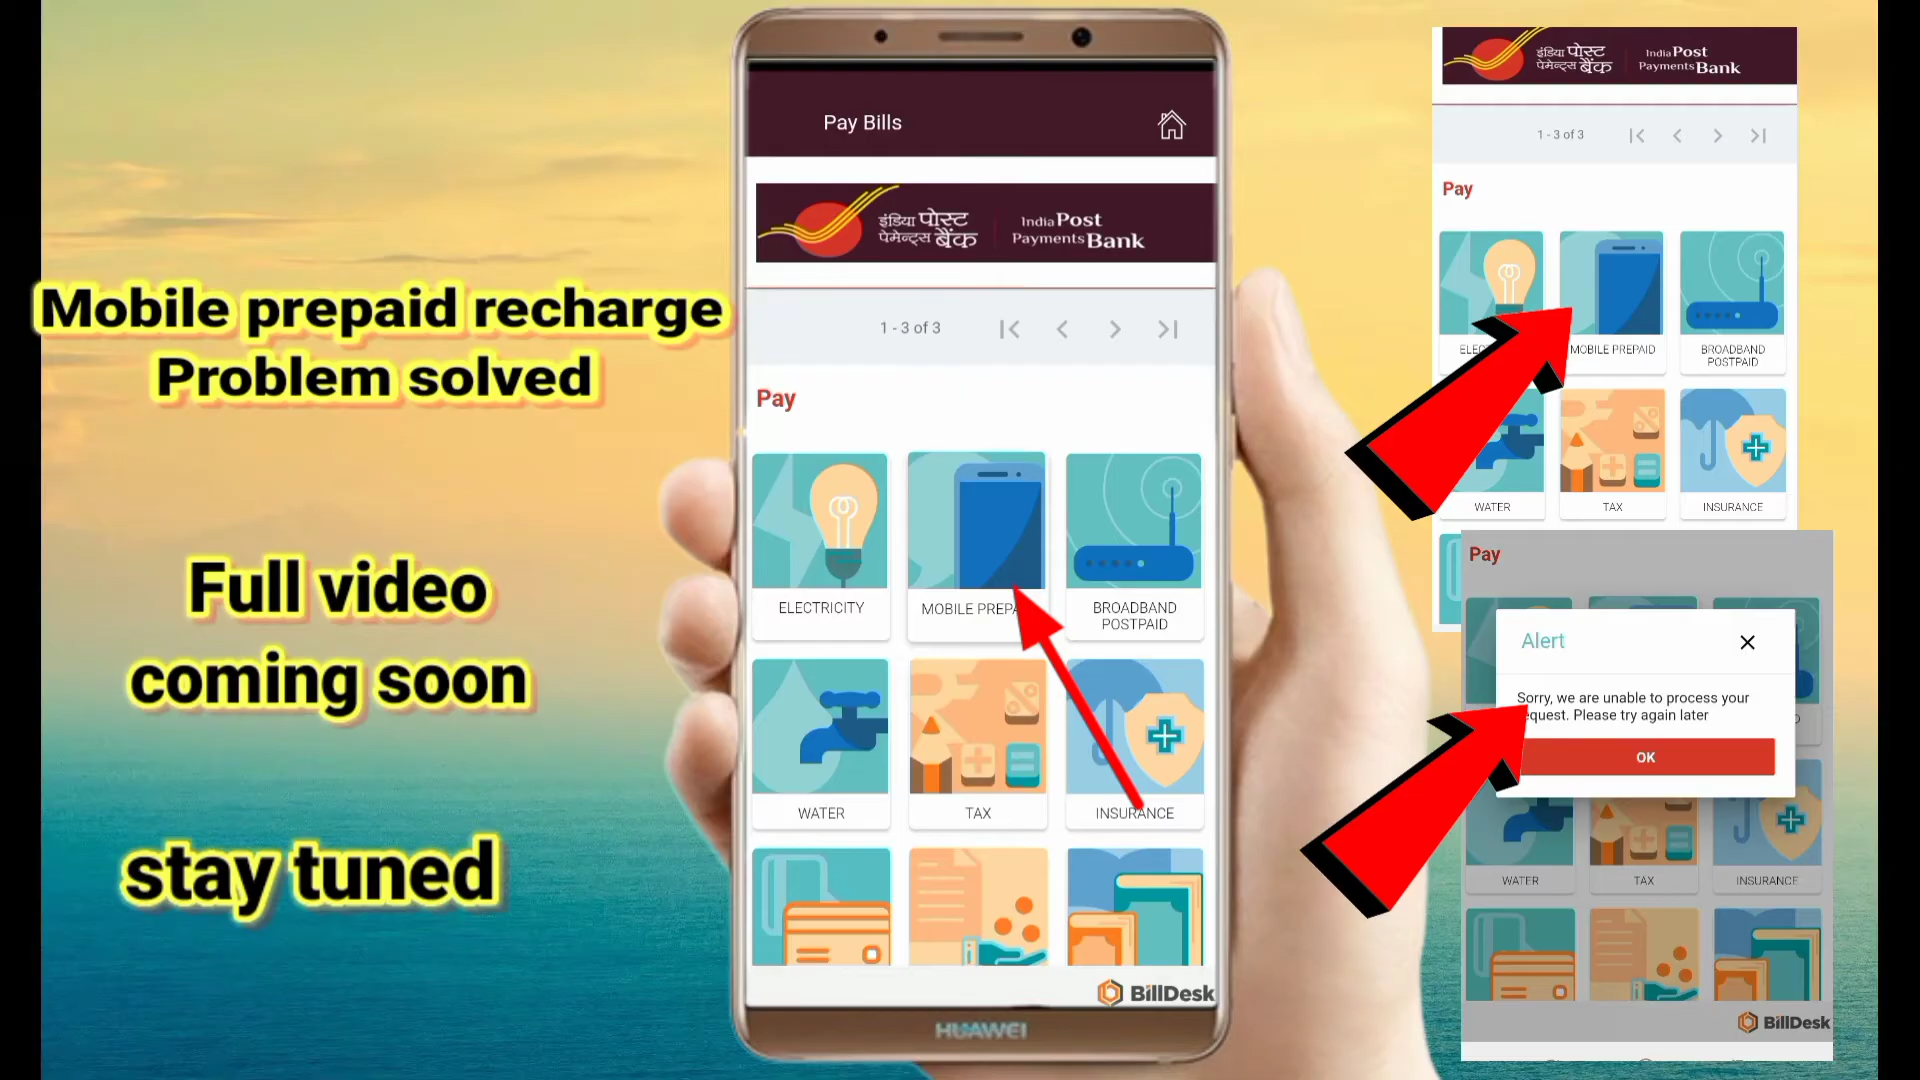 Mobile prepaid recharge
Problem solved
Full video
coming soon
stay tuned
Pay Bills
इंडिया पोस्ट
पेमेन्ट्स बैंक
India Post
Payments Bank
1 - 3 of 3
Pay
ELECTRICITY
MOBILE PREPA
BROADBAND
POSTPAID
WATER
TAX
INSURANCE
BillDesk
HUAWEI
इंडिया पोस्ट
पेमेन्ट्स बैंक
India Post
Payments Bank
1 - 3 of 3
Pay
ELEC
MOBILE PREPAID
BROADBAND
POSTPAID
WATER
TAX
INSURANCE
Pay
Alert
Sorry, we are unable to process your
equest. Please try again later
OK
WATER
TAX
INSURANCE
BillDesk